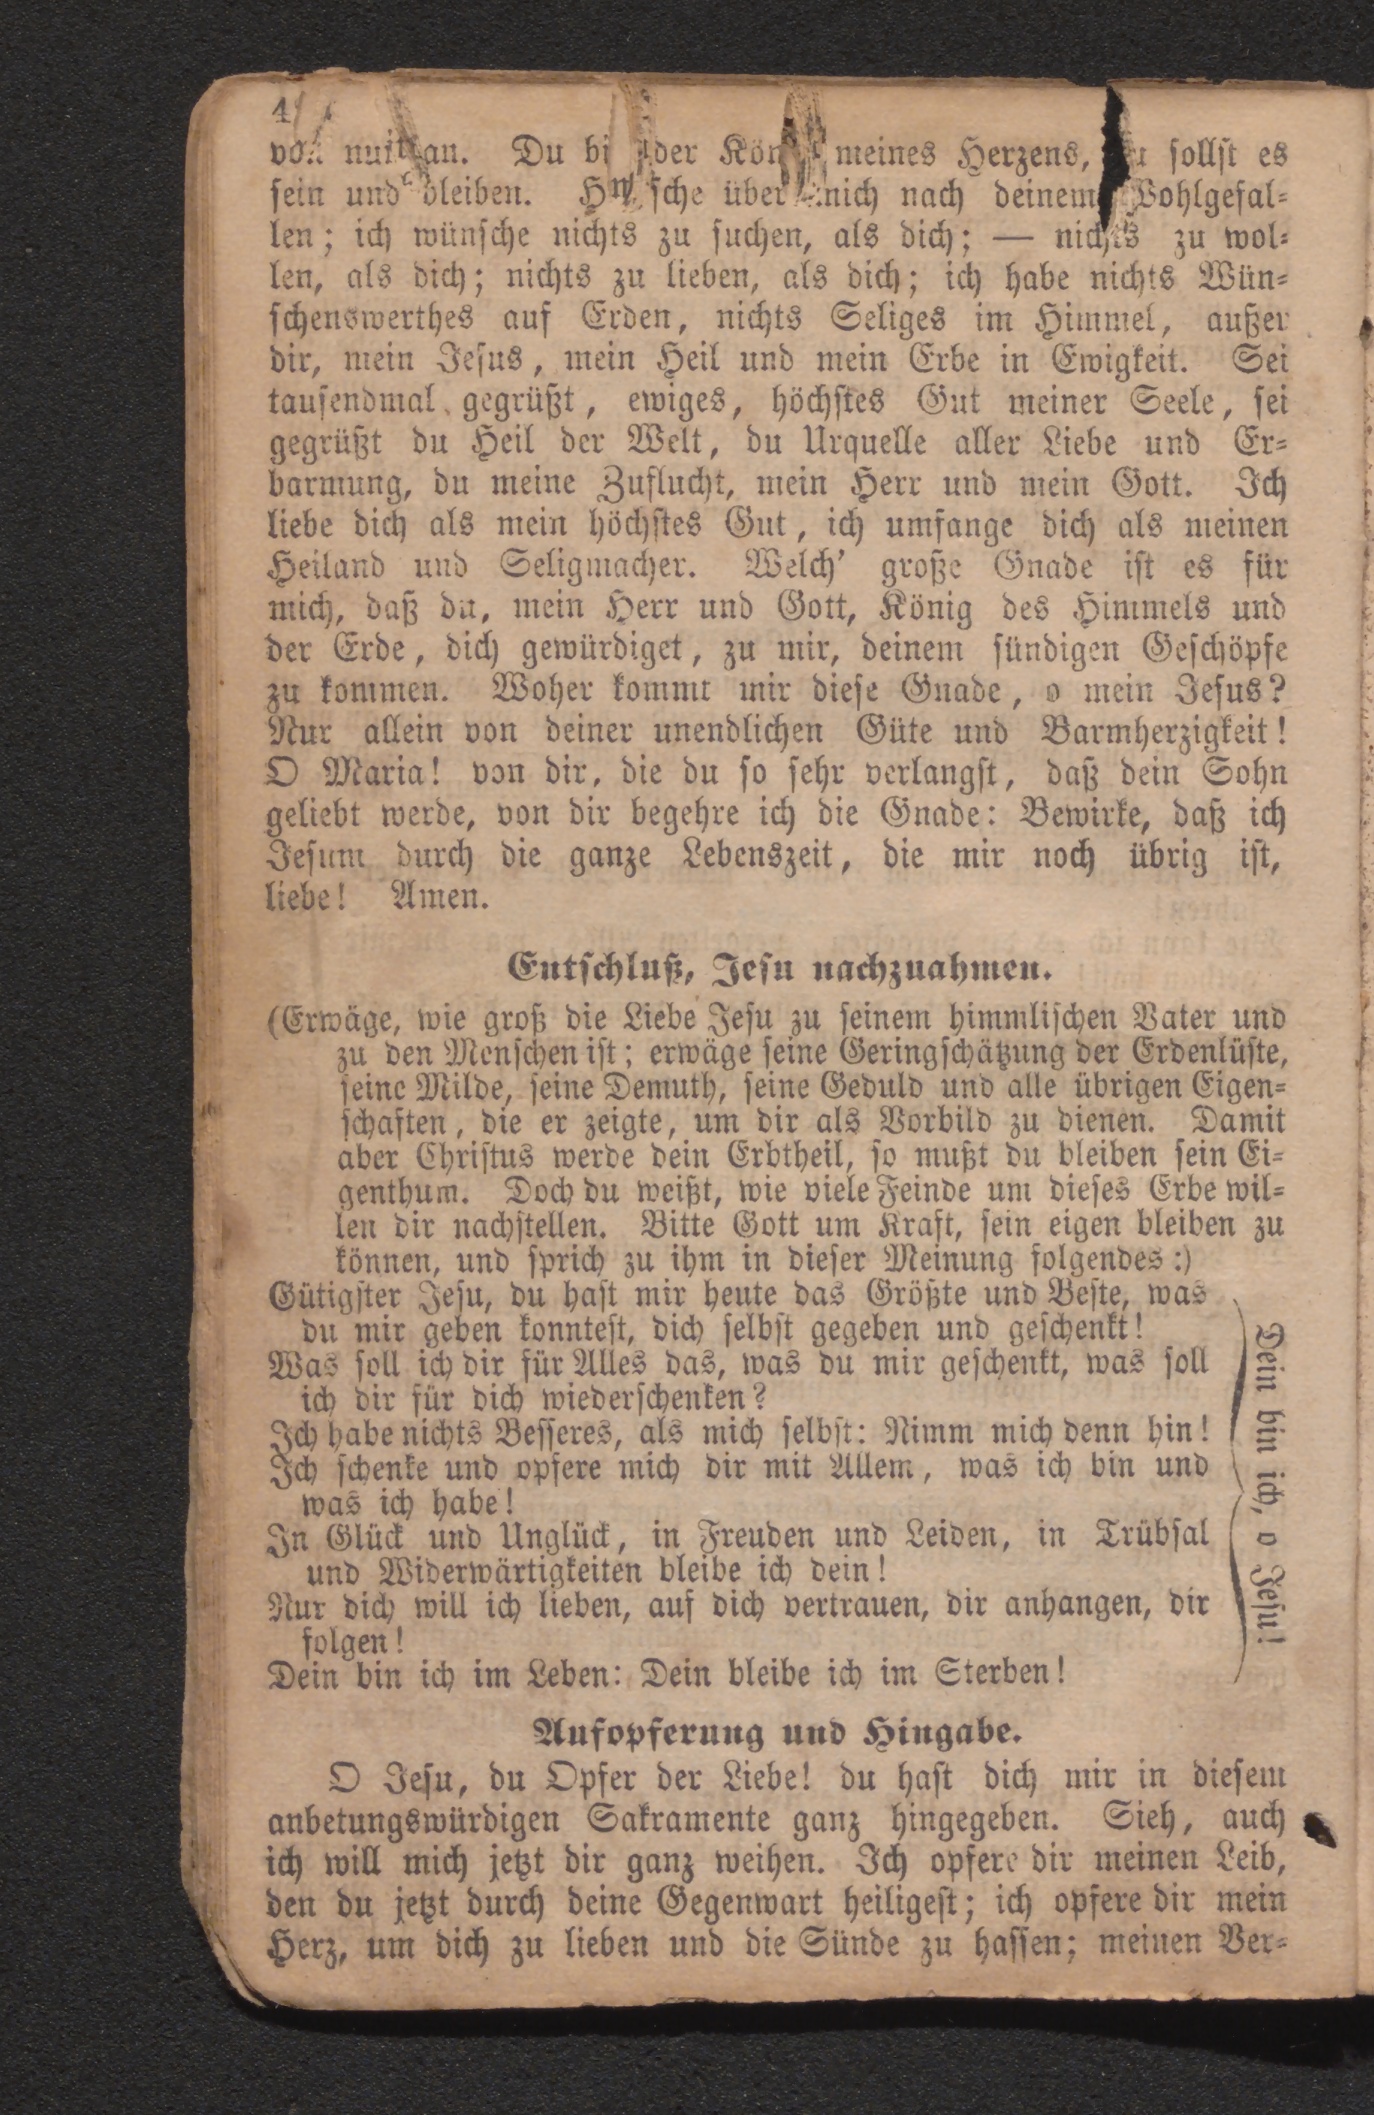 4
von nun an. Du bi der Kön meines Herzens, sollst es
sein und bleiben. sche über mich nach deinem Wohlgefal-
len; ich wünsche nichts zu suchen, als dich; — nichts zu wol-
len, als dich; nichts zu lieben, als dich; ich habe nichts Wün-
schenswerthes auf Erden, nichts Seliges im Himmel, außer
dir, mein Jesus, mein Heil und mein Erbe in Ewigkeit. Sei
tausendmal gegrüßt, ewiges, höchstes Gut meiner Seele, sei
gegrüßt du Heil der Welt, du Urquelle aller Liebe und Er-
barmung, du meine Zuflucht, mein Herr und mein Gott. Ich
liebe dich als mein höchstes Gut, ich umfange dich als meinen
Heiland und Seligmacher. Welch' große Gnade ist es für
mich, daß du, mein Herr und Gott, König des Himmels und
der Erde, dich gewürdiget, zu mir, deinem sündigen Geschöpfe
zu kommen. Woher kommt mir diese Gnade, o mein Jesus?
Nur allein von deiner unendlichen Güte und Barmherzigkeit!
O Maria! von dir, die du so sehr verlangst, daß dein Sohn
geliebt werde, von dir begehre ich die Gnade: Bewirke, daß ich
Jesum durch die ganze Lebenszeit, die mir noch übrig ist,
liebe! Amen.
Entschluß, Jesu nachzuahmen.
(Erwäge, wie groß die Liebe Jesu zu seinem himmlischen Vater und
zu den Menschen ist; erwäge seine Geringschätzung der Erdenlüste,
seine Milde, seine Demuth, seine Geduld und alle übrigen Eigen-
schaften, die er zeigte, um dir als Vorbild zu dienen. Damit
aber Christus werde dein Erbtheil, so mußt du bleiben sein Ei-
genthum. Doch du weißt, wie viele Feinde um dieses Erbe wil-
len dir nachstellen. Bitte Gott um Kraft, sein eigen bleiben zu
können, und sprich zu ihm in dieser Meinung folgendes:)
Gütigster Jesu, du hast mir heute das Größte und Beste, was
du mir geben konntest, dich selbst gegeben und geschenkt!
Was soll ich dir für Alles das, was du mir geschenkt, was soll
ich dir für dich wiederschenken?
Ich habe nichts Besseres, als mich selbst: Nimm mich denn hin!
Ich schenke und opfere mich dir mit Allem, was ich bin und
was ich habe!
In Glück und Unglück, in Freuden und Leiden, in Trübsal
und Widerwärtigkeiten bleibe ich dein!
Nur dich will ich lieben, auf dich vertrauen, dir anhangen, dir
folgen!
Dein bin ich im Leben: Dein bleibe ich im Sterben!
Dein bin ich, o Jesu!
Aufopferung und Hingabe.
O Jesu, du Opfer der Liebe! du hast dich mir in diesem
anbetungswürdigen Sakramente ganz hingegeben. Sieh, auch
ich will mich jetzt dir ganz weihen. Ich opfere dir meinen Leib,
den du jetzt durch deine Gegenwart heiligest; ich opfere dir mein
Herz, um dich zu lieben und die Sünde zu hassen; meinen Ver-